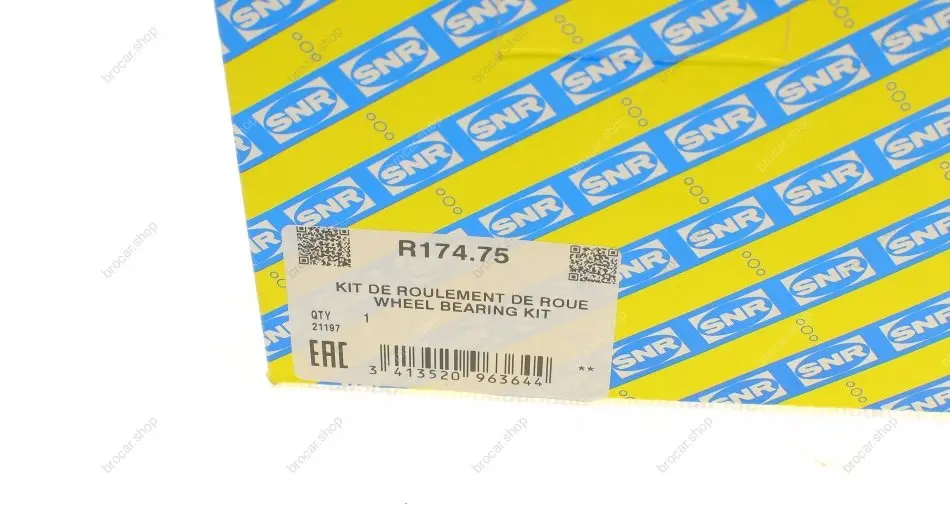 SNR
R174.75
KIT DE ROULEMENT DE ROUE
WHEEL BEARING KIT
QTY 1
21197
EAC
3 413520 963644 **
brocar.shop